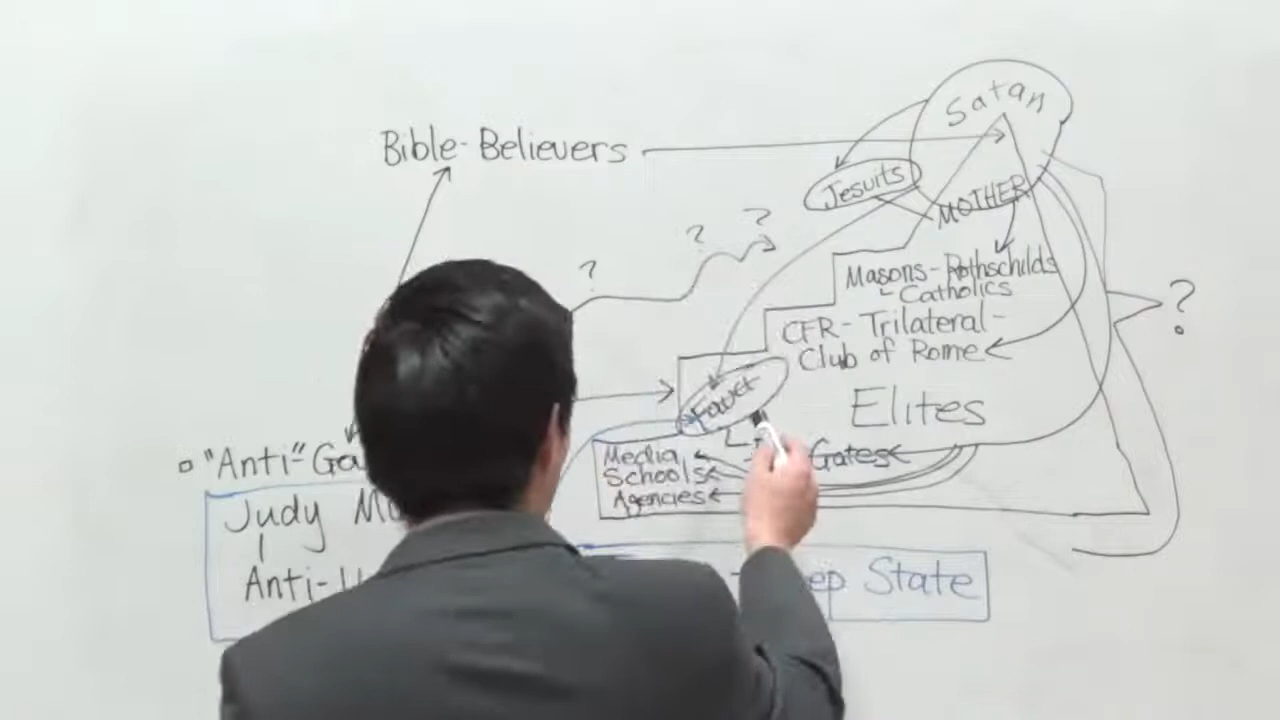 Satan
Bible-Believers
Jesuits
MOTHER
? ? ?
Masons-Rothschilds
Catholics
?
CFR-Trilateral-
Club of Rome
Elites
"Anti-"
Media
Gates
Schools
Agencies
Judy
Anti-
State